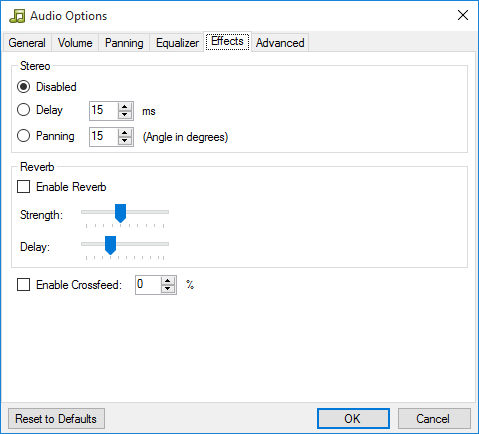 Audio Options
General Volume Panning Equalizer Effects Advanced
Stereo
Disabled
Delay 15 ms
Panning 15 (Angle in degrees)
Reverb
Enable Reverb
Strength:
Delay:
Enable Crossfeed: 0 %
Reset to Defaults OK Cancel